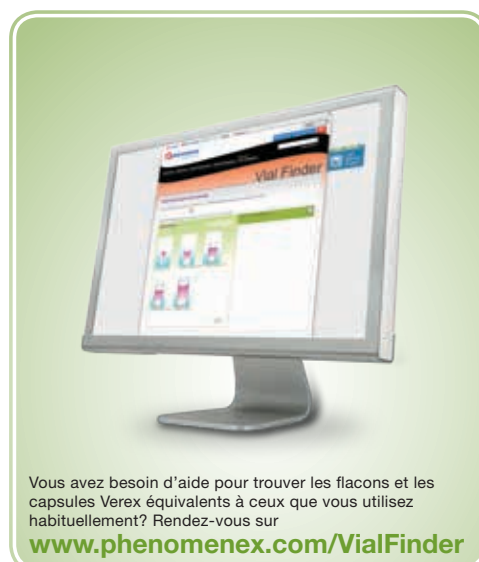 Vial Finder
Vous avez besoin d'aide pour trouver les flacons et les
capsules Verex équivalents à ceux que vous utilisez
habituellement? Rendez-vous sur
www.phenomenex.com/VialFinder